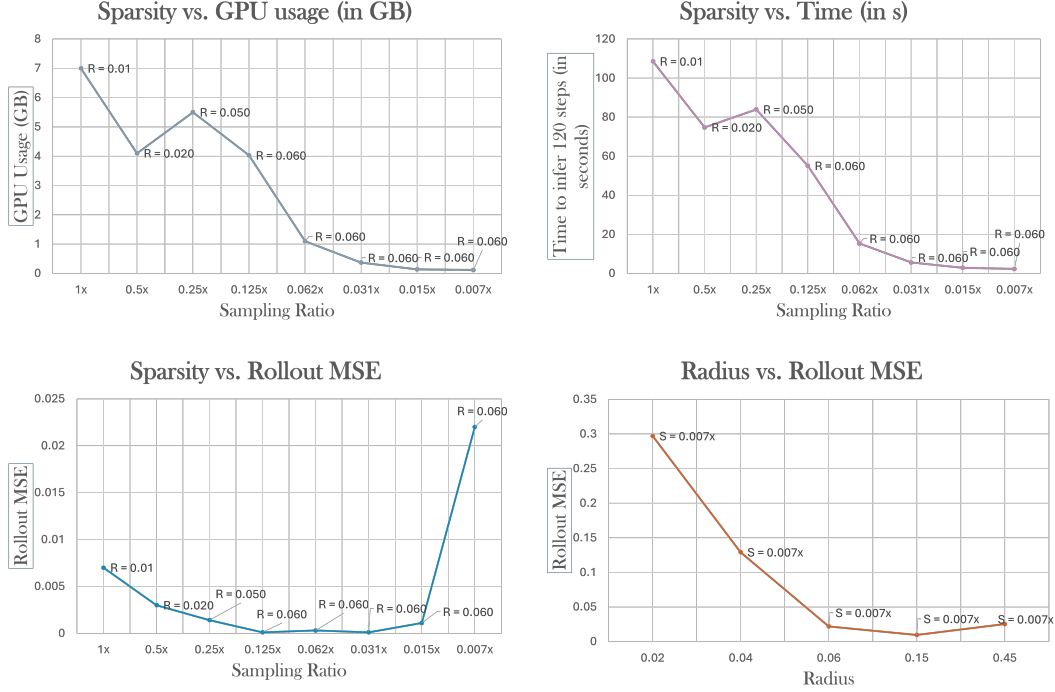 Sparsity vs. GPU usage (in GB)
GPU Usage (GB)
8
7
6
5
4
3
2
1
0
R = 0.01
R = 0.020
R = 0.050
R = 0.060
R = 0.060
R = 0.060
R = 0.060
R = 0.060
1x
0.5x
0.25x
0.125x
0.062x
0.031x
0.015x
0.007x
Sampling Ratio
Sparsity vs. Time (in s)
Time to infer 120 steps (in
seconds)
120
100
80
60
40
20
0
R = 0.01
R = 0.020
R = 0.050
R = 0.060
R = 0.060
R = 0.060
R = 0.060
R = 0.060
1x
0.5x
0.25x
0.125x
0.062x
0.031x
0.015x
0.007x
Sampling Ratio
Sparsity vs. Rollout MSE
Rollout MSE
0.025
0.02
0.015
0.01
0.005
0
R = 0.01
R = 0.020
R = 0.050
R = 0.060
R = 0.060
R = 0.060
R = 0.060
R = 0.060
1x
0.5x
0.25x
0.125x
0.062x
0.031x
0.015x
0.007x
Sampling Ratio
Radius vs. Rollout MSE
Rollout MSE
0.35
0.3
0.25
0.2
0.15
0.1
0.05
0
S = 0.007x
S = 0.007x
S = 0.007x
S = 0.007x
S = 0.007x
0.02
0.04
0.06
0.15
0.45
Radius